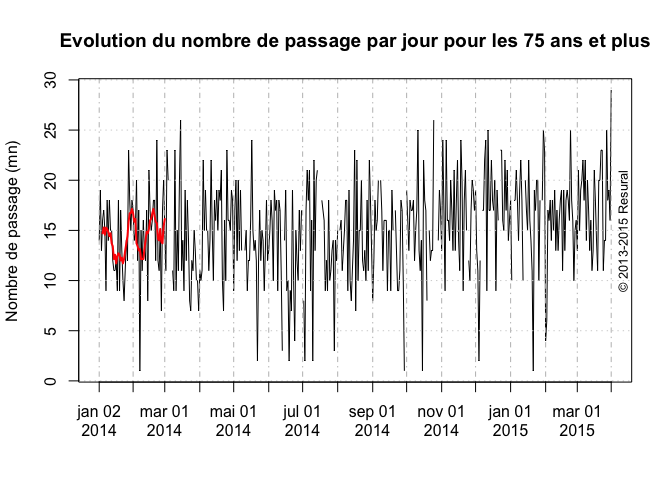 Evolution du nombre de passage par jour pour les 75 ans et plus
Nombre de passage (mn)
30
25
20
15
10
5
0
© 2013-2015 Resural
jan 02 mar 01 mai 01 jul 01 sep 01 nov 01 jan 01 mar 01
2014 2014 2014 2014 2014 2014 2015 2015